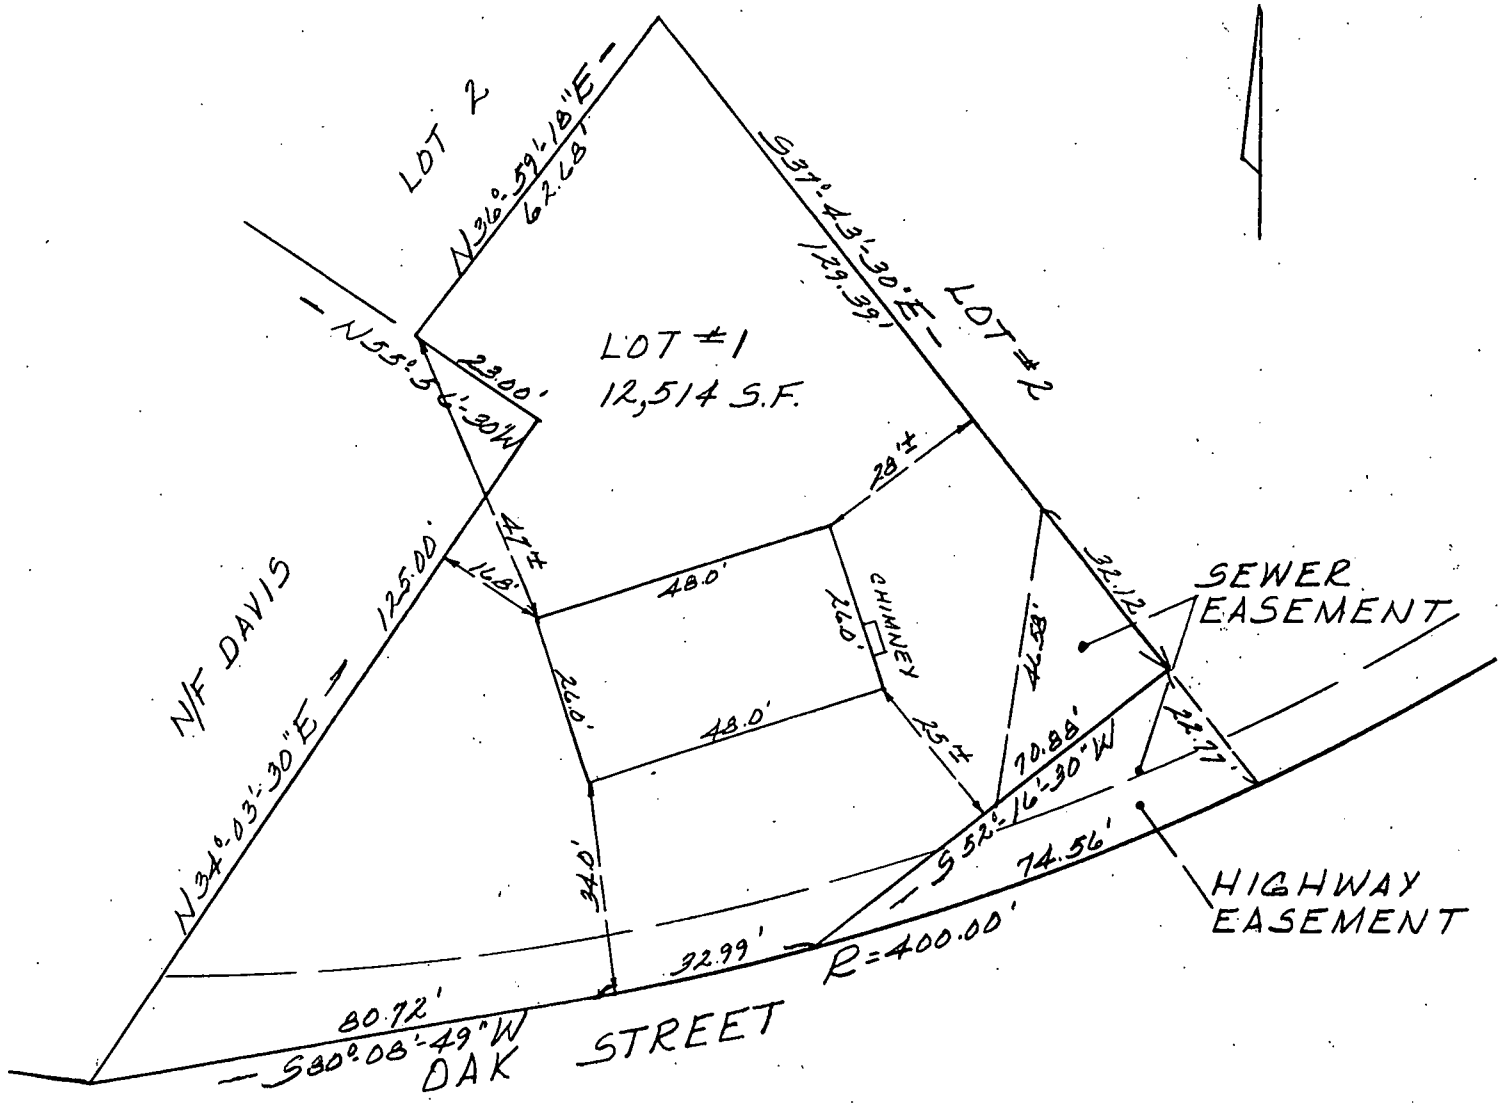 LOT 2
N36°-59'-18"E
62.68'
S37°-43'-30"E
129.39'
LOT #2
N55°-56'-30"W
23.00'
LOT #1
12,514 S.F.
28'±
47'±
16.8'
48.0'
26.0'
CHIMNEY
26.0'
48.0'
25'±
34.0'
N/F DAVIS
125.00'
N34°-03'-30"E
46.58'
32.12
SEWER
EASEMENT
22.77'
70.88'
S52°-16'-30"W
74.56'
HIGHWAY
EASEMENT
32.99'
R=400.00'
80.72'
S80°-08'-49"W
OAK STREET